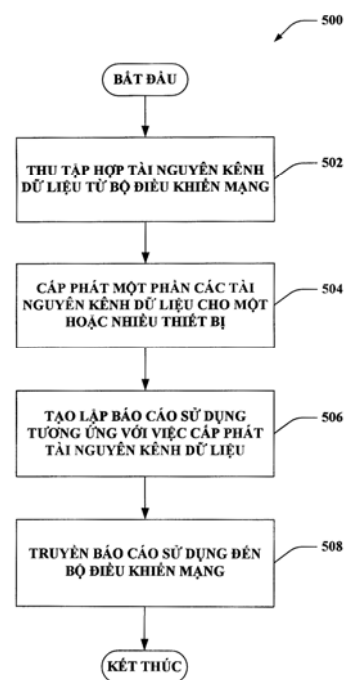 500
BẮT ĐẦU
THU TẬP HỢP TÀI NGUYÊN KÊNH
DỮ LIỆU TỪ BỘ ĐIỀU KHIỂN MẠNG
502
CẤP PHÁT MỘT PHẦN CÁC TÀI
NGUYÊN KÊNH DỮ LIỆU CHO MỘT
HOẶC NHIỀU THIẾT BỊ
504
TẠO LẬP BÁO CÁO SỬ DỤNG
TƯƠNG ỨNG VỚI VIỆC CẤP PHÁT
TÀI NGUYÊN KÊNH DỮ LIỆU
506
TRUYỀN BÁO CÁO SỬ DỤNG ĐẾN
BỘ ĐIỀU KHIỂN MẠNG
508
KẾT THÚC